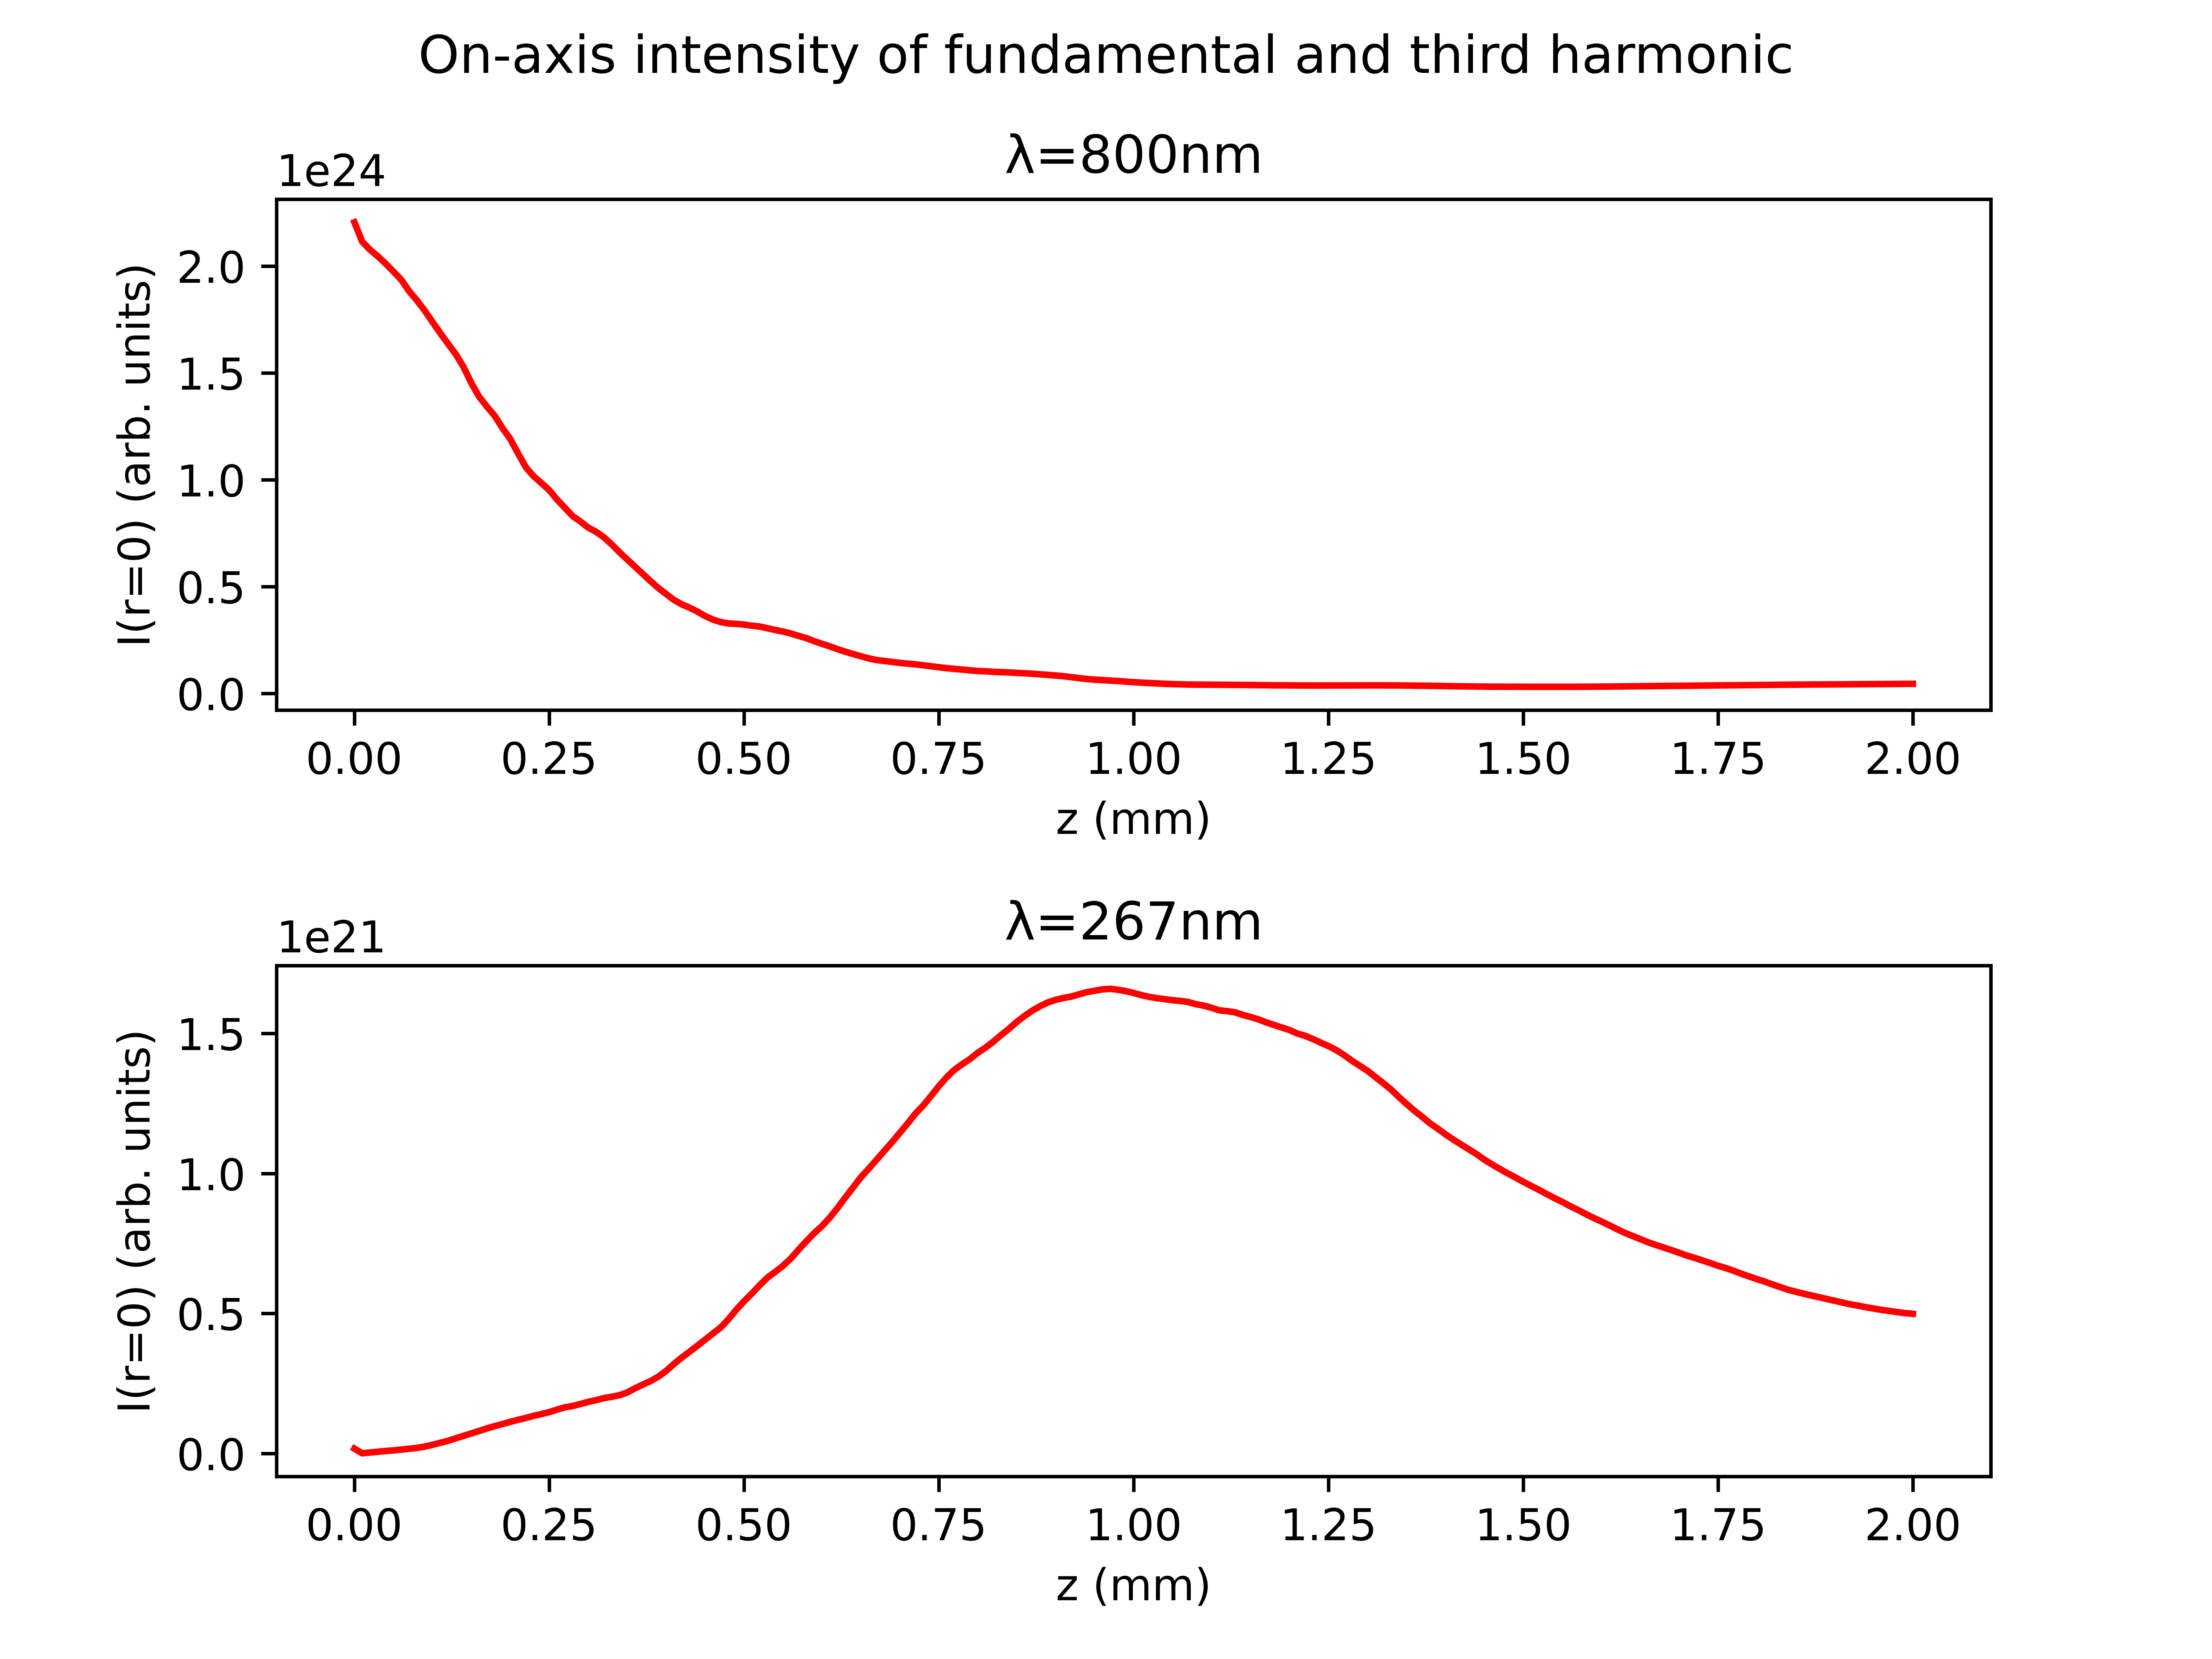 On-axis intensity of fundamental and third harmonic
λ=800nm
1e24
I(r=0) (arb. units)
2.0
1.5
1.0
0.5
0.0
0.00 0.25 0.50 0.75 1.00 1.25 1.50 1.75 2.00
z (mm)
λ=267nm
1e21
I(r=0) (arb. units)
1.5
1.0
0.5
0.0
0.00 0.25 0.50 0.75 1.00 1.25 1.50 1.75 2.00
z (mm)